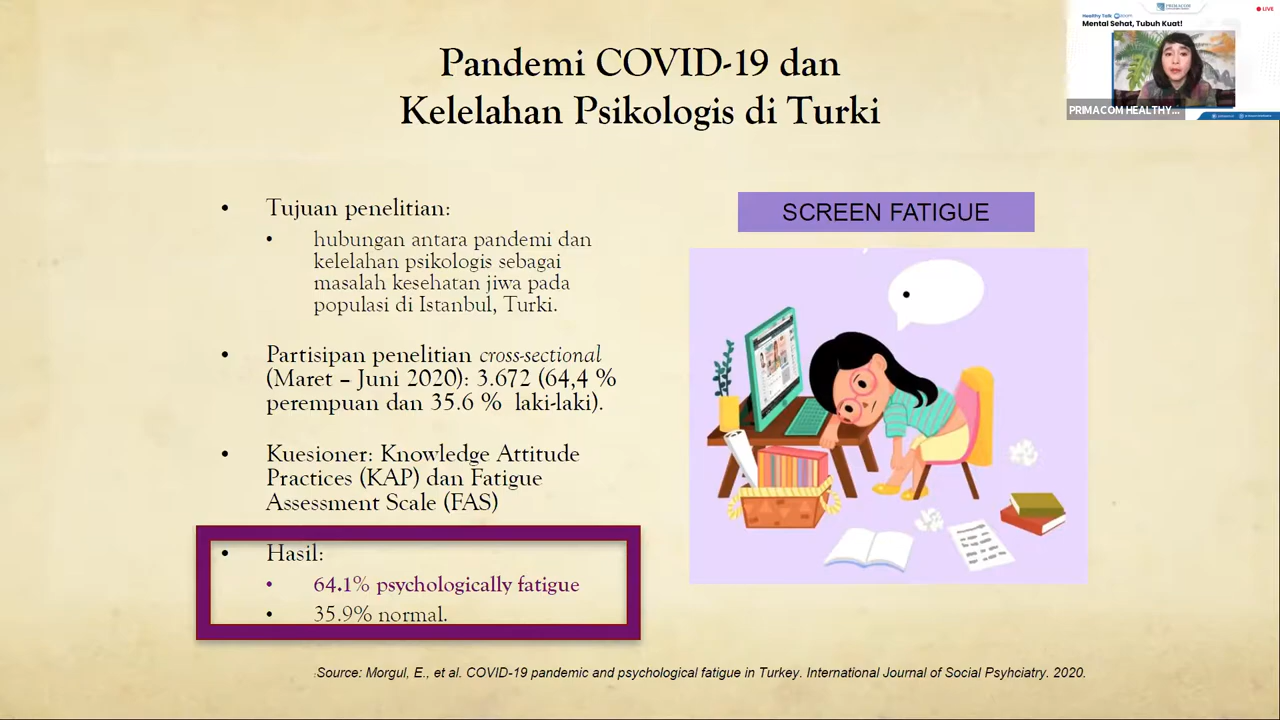 Pandemi COVID-19 dan
Kelelahan Psikologis di Turki
PRIMACOM
LIVE
Healthy Talk
Mental Sehat, Tubuh Kuat!
PRIMACOM HEALTHY...
• Tujuan penelitian:
• hubungan antara pandemi dan
kelelahan psikologis sebagai
masalah kesehatan jiwa pada
populasi di Istanbul, Turki.
• Partisipan penelitian cross-sectional
(Maret – Juni 2020): 3.672 (64,4 %
perempuan dan 35.6 % laki-laki).
• Kuesioner: Knowledge Attitude
Practices (KAP) dan Fatigue
Assessment Scale (FAS)
• Hasil:
• 64.1% psychologically fatigue
• 35.9% normal.
SCREEN FATIGUE
Source: Morgul, E., et al. COVID-19 pandemic and psychological fatigue in Turkey. International Journal of Social Psyhciatry. 2020.